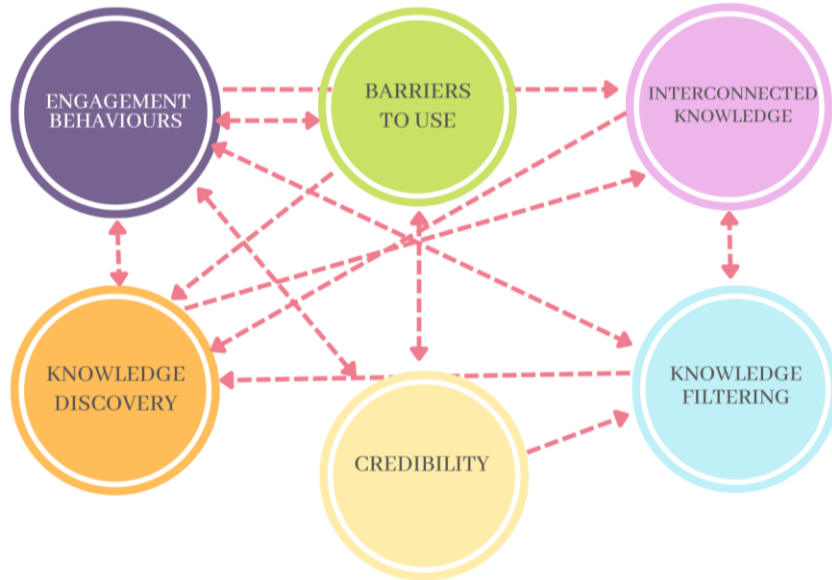 ENGAGEMENT
BEHAVIOURS
BARRIERS
TO USE
INTERCONNECTED
KNOWLEDGE
KNOWLEDGE
DISCOVERY
CREDIBILITY
KNOWLEDGE
FILTERING